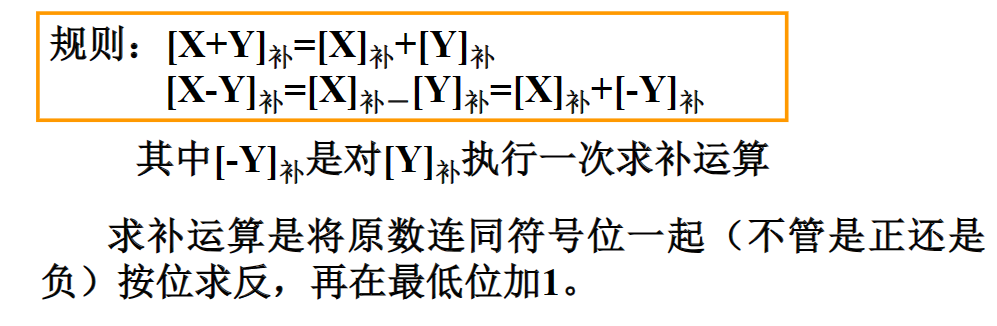 规则：[X+Y]补=[X]补+[Y]补
[X-Y]补=[X]补－[Y]补=[X]补+[-Y]补
其中[-Y]补是对[Y]补执行一次求补运算
求补运算是将原数连同符号位一起（不管是正还是
负）按位求反，再在最低位加1。